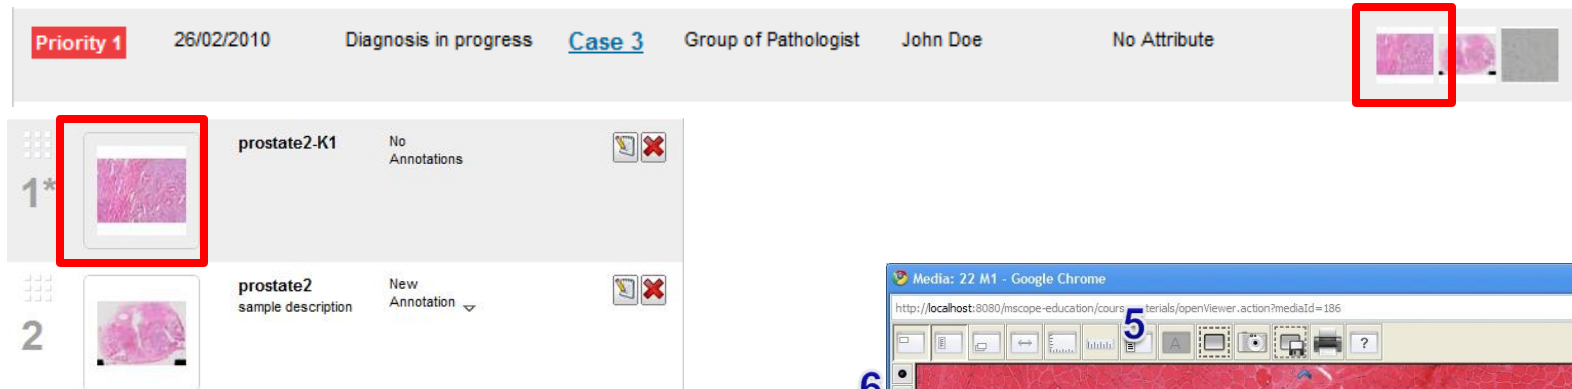 Priority 1 26/02/2010 Diagnosis in progress Case 3 Group of Pathologist John Doe No Attribute
prostate2-K1 No
Annotations
1*
prostate2 New
sample description Annotation
2
Media: 22 M1 - Google Chrome
http://localhost:8080/mscope-education/cours terials/openViewer.action?mediaId=186
5
A ?
6